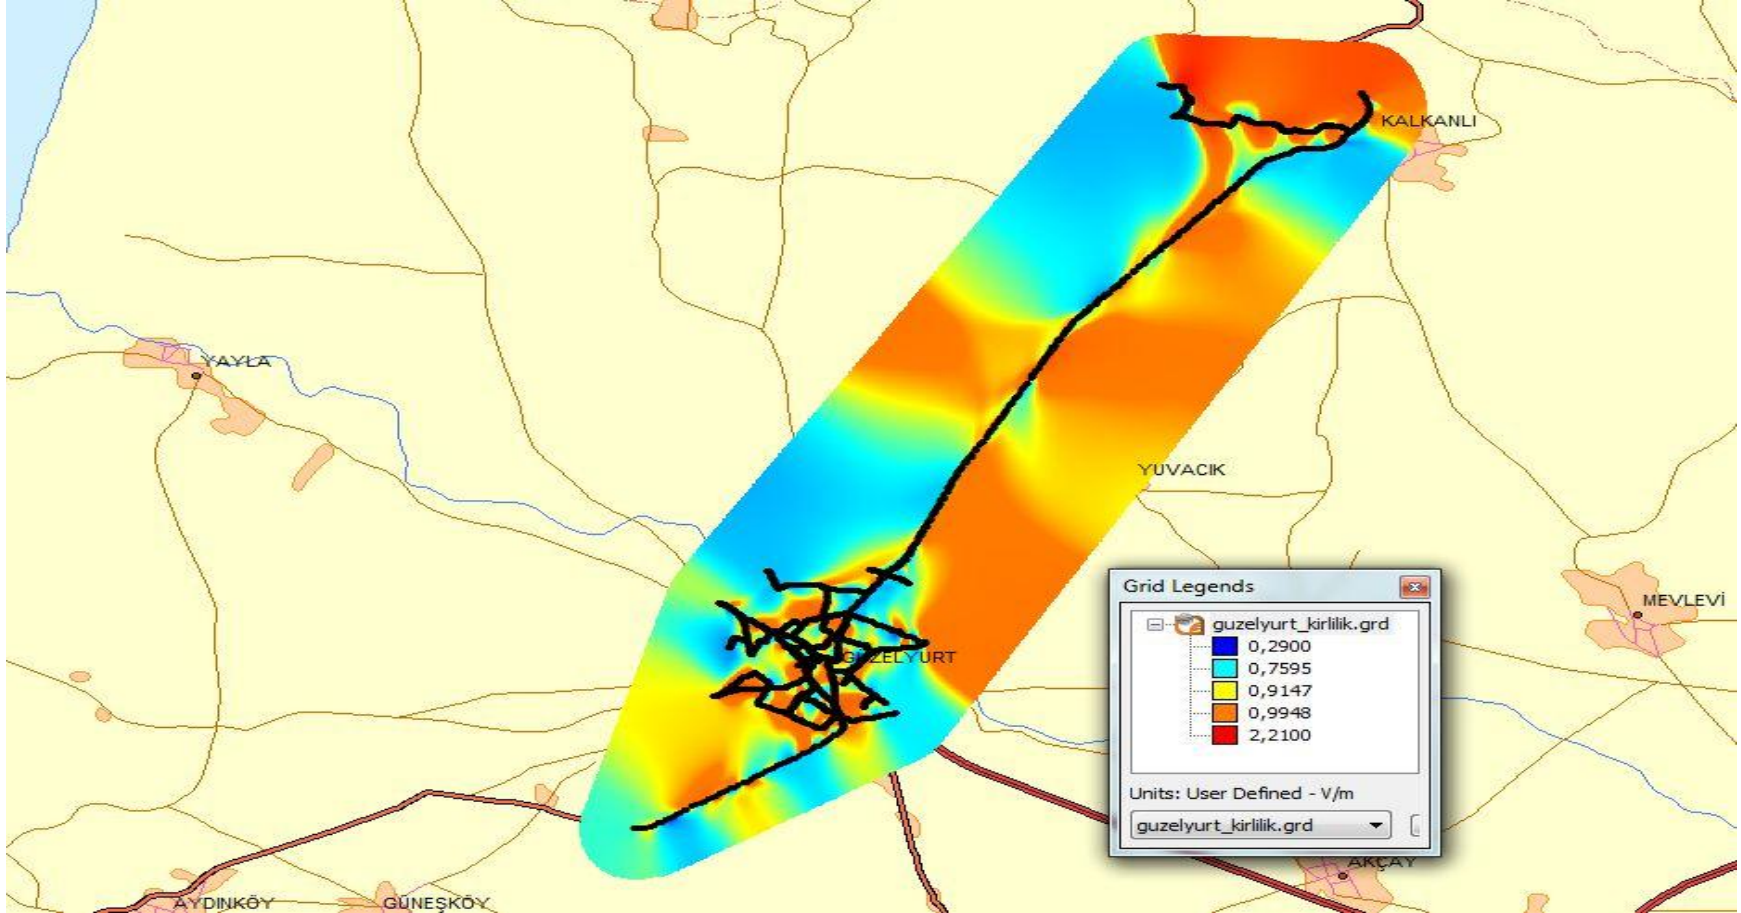 KALKANLI
YAYLA
YUVACIK
Grid Legends
guzelyurt_kirlilik.grd
0,2900
0,7595
0,9147
0,9948
2,2100
Units: User Defined - V/m
guzelyurt_kirlilik.grd
MEVLEVİ
GÜZELYURT
AKÇAY
AYDINKÖY
GÜNEŞKÖY